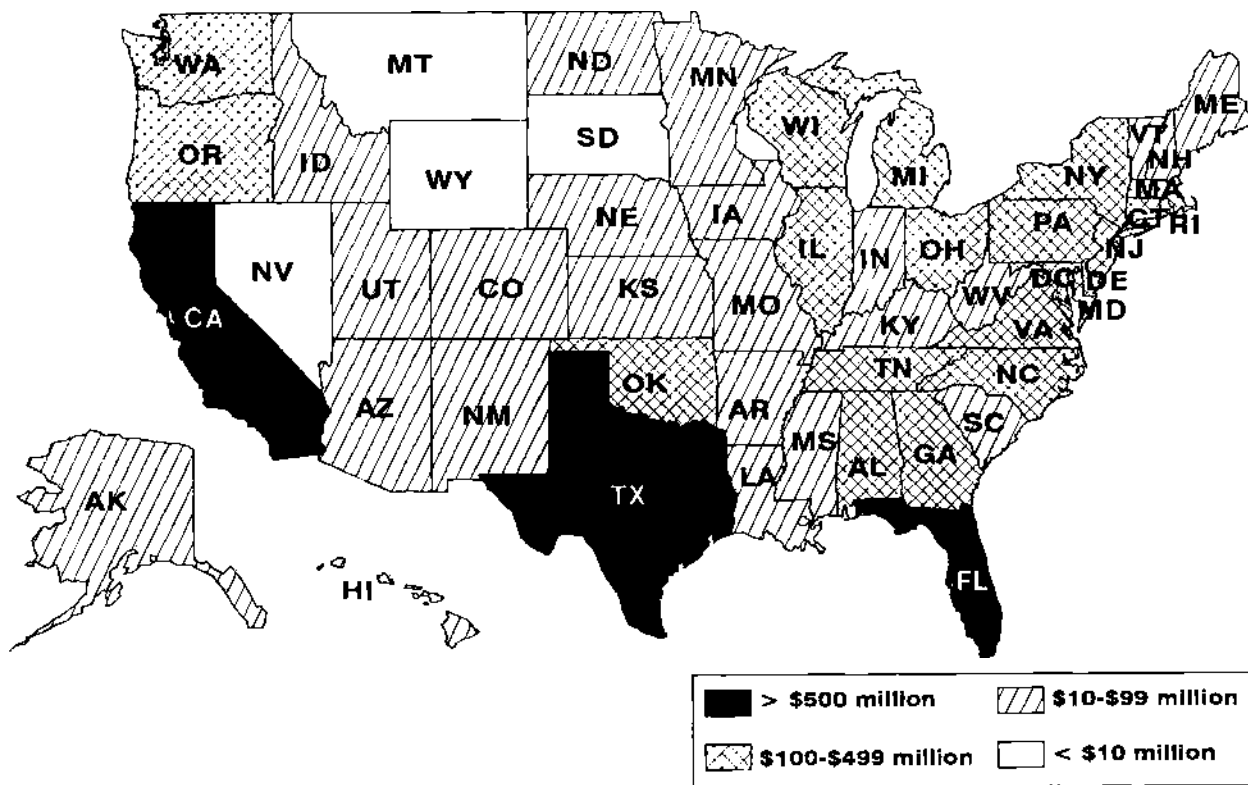 WA
MT
ND
MN
ME
OR
ID
SD
WI
VT
NH
WY
MI
NY
MA
NE
IA
CT
RI
PA
NV
UT
CO
IL
IN
OH
NJ
KS
MO
DC
DE
WV
MD
CA
KY
VA
TN
NC
AZ
NM
OK
AR
SC
MS
AL
GA
LA
AK
TX
HI
FL
> $500 million
$10-$99 million
$100-$499 million
< $10 million